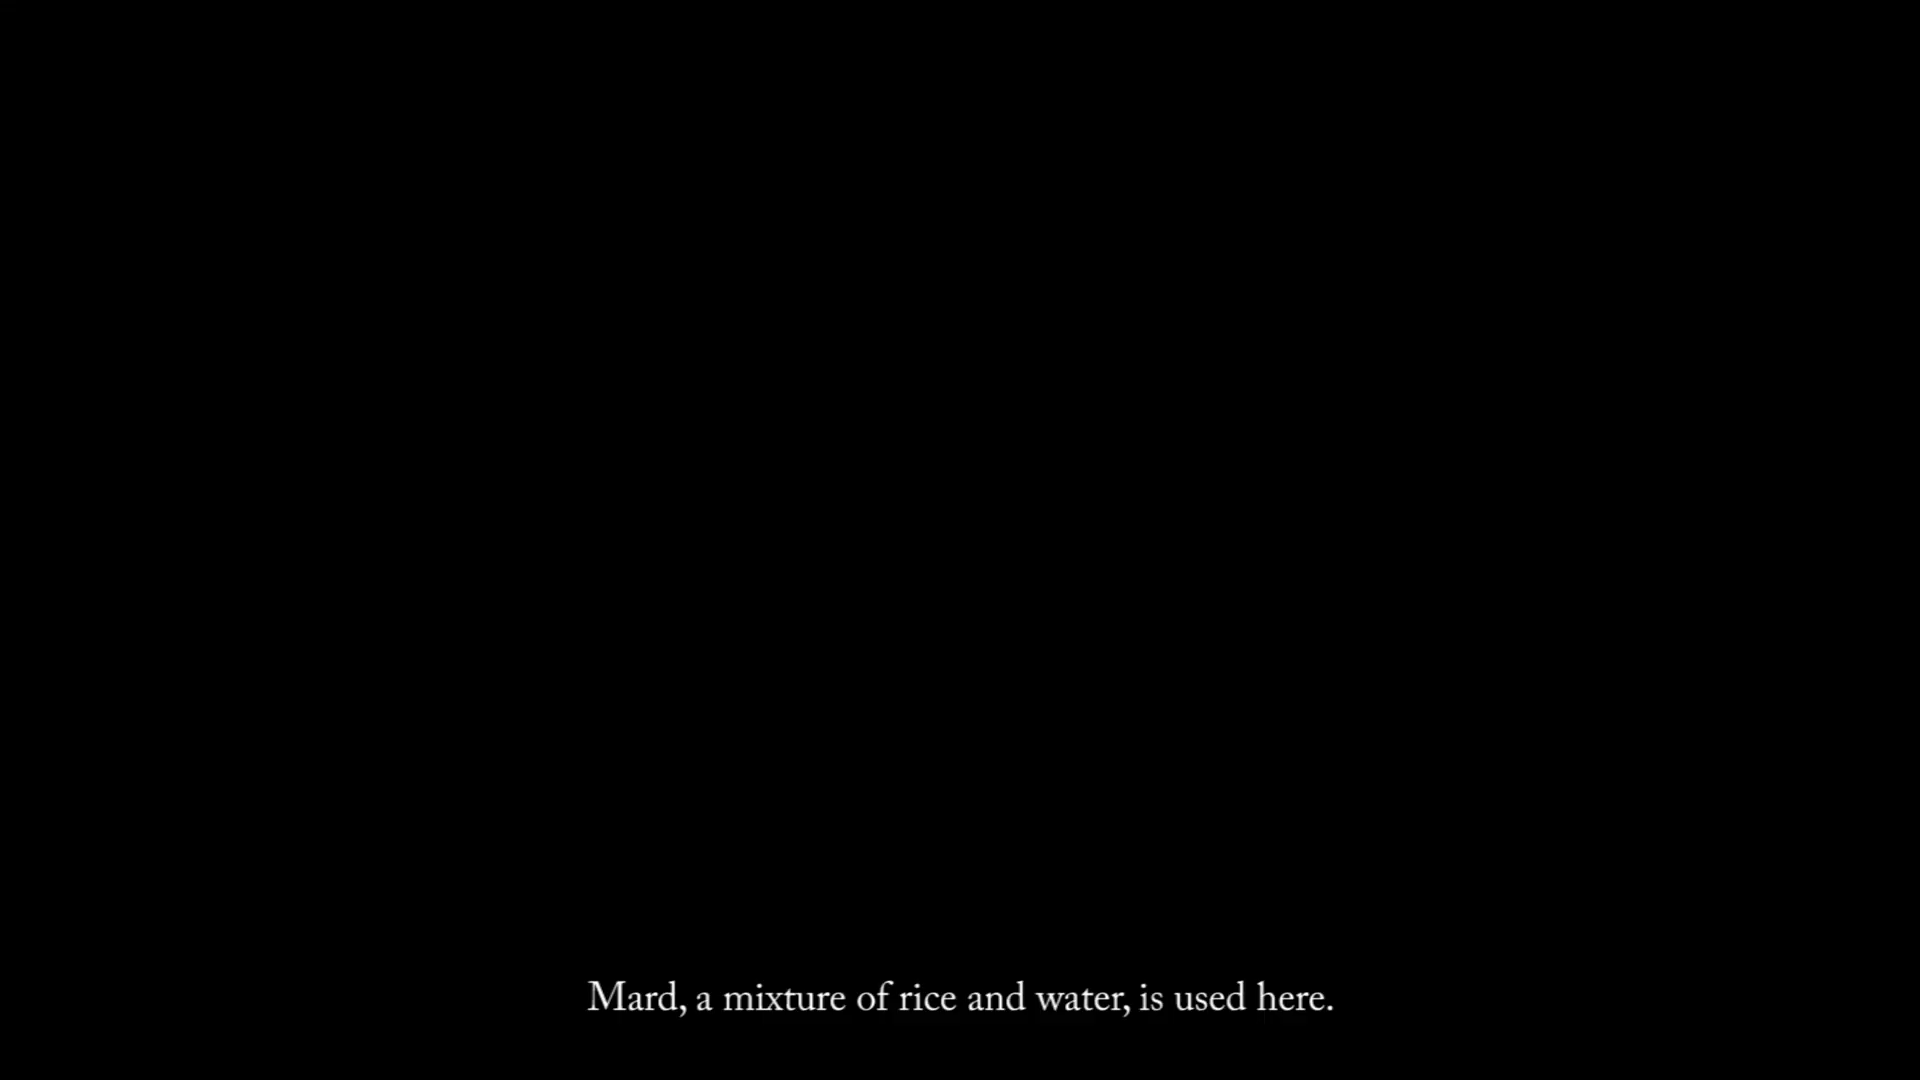 Mard, a mixture of rice and water, is used here.